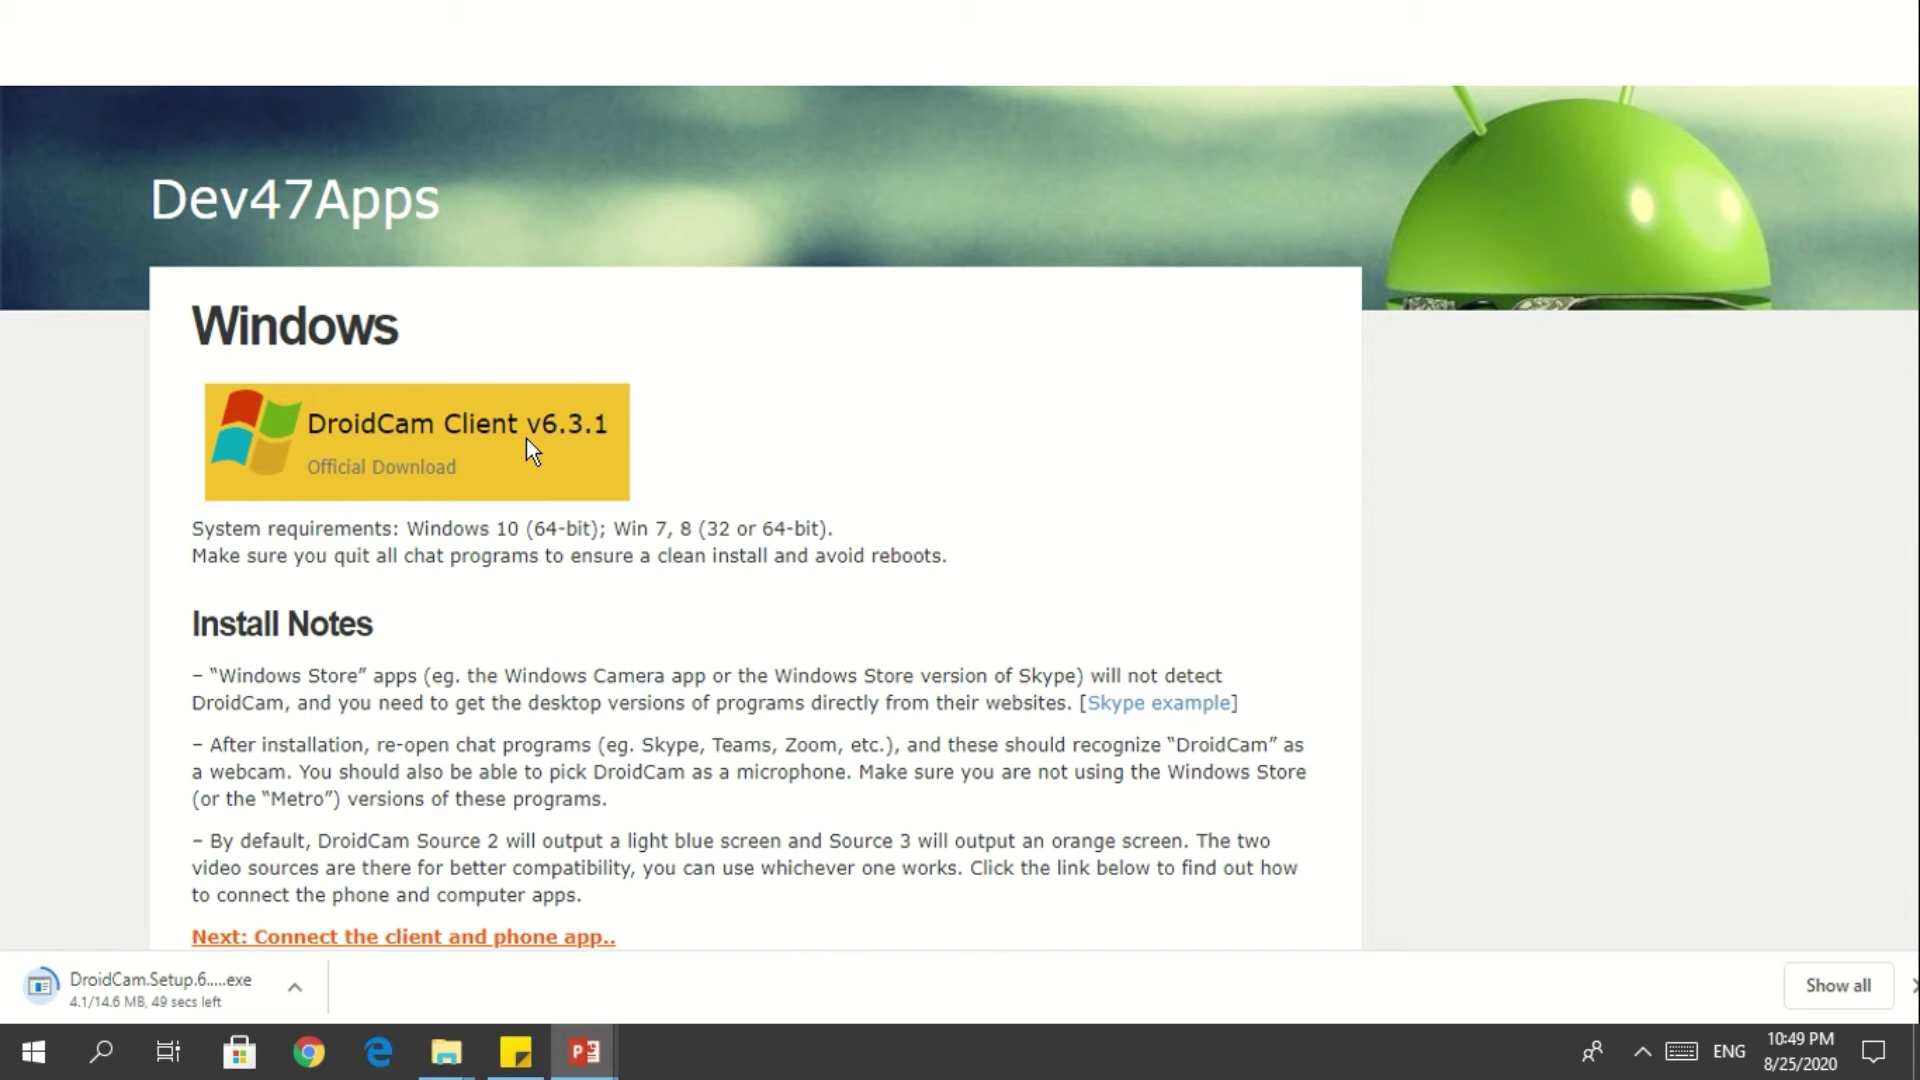 Dev47Apps
Windows
DroidCam Client v6.3.1
Official Download
System requirements: Windows 10 (64-bit); Win 7, 8 (32 or 64-bit).
Make sure you quit all chat programs to ensure a clean install and avoid reboots.
Install Notes
– “Windows Store” apps (eg. the Windows Camera app or the Windows Store version of Skype) will not detect
DroidCam, and you need to get the desktop versions of programs directly from their websites. [Skype example]
– After installation, re-open chat programs (eg. Skype, Teams, Zoom, etc.), and these should recognize “DroidCam” as
a webcam. You should also be able to pick DroidCam as a microphone. Make sure you are not using the Windows Store
(or the “Metro”) versions of these programs.
– By default, DroidCam Source 2 will output a light blue screen and Source 3 will output an orange screen. The two
video sources are there for better compatibility, you can use whichever one works. Click the link below to find out how
to connect the phone and computer apps.
Next: Connect the client and phone app..
DroidCam.Setup.6.....exe
4.1/14.6 MB, 49 secs left
Show all
ENG
10:49 PM
8/25/2020